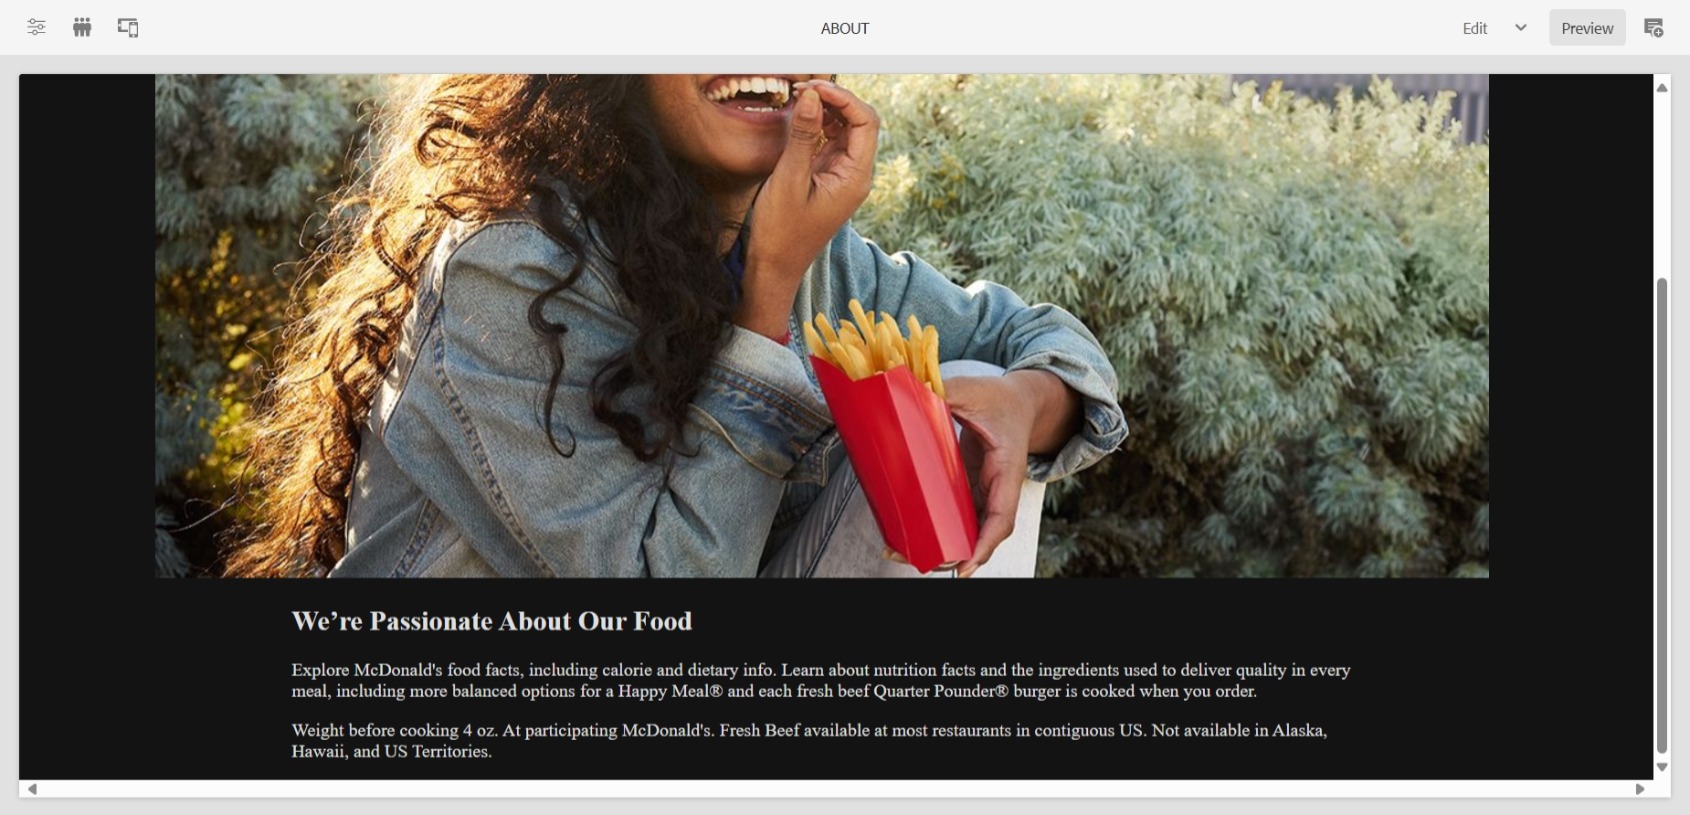 ABOUT
Edit
Preview
We’re Passionate About Our Food
Explore McDonald's food facts, including calorie and dietary info. Learn about nutrition facts and the ingredients used to deliver quality in every
meal, including more balanced options for a Happy Meal® and each fresh beef Quarter Pounder® burger is cooked when you order.
Weight before cooking 4 oz. At participating McDonald's. Fresh Beef available at most restaurants in contiguous US. Not available in Alaska,
Hawaii, and US Territories.